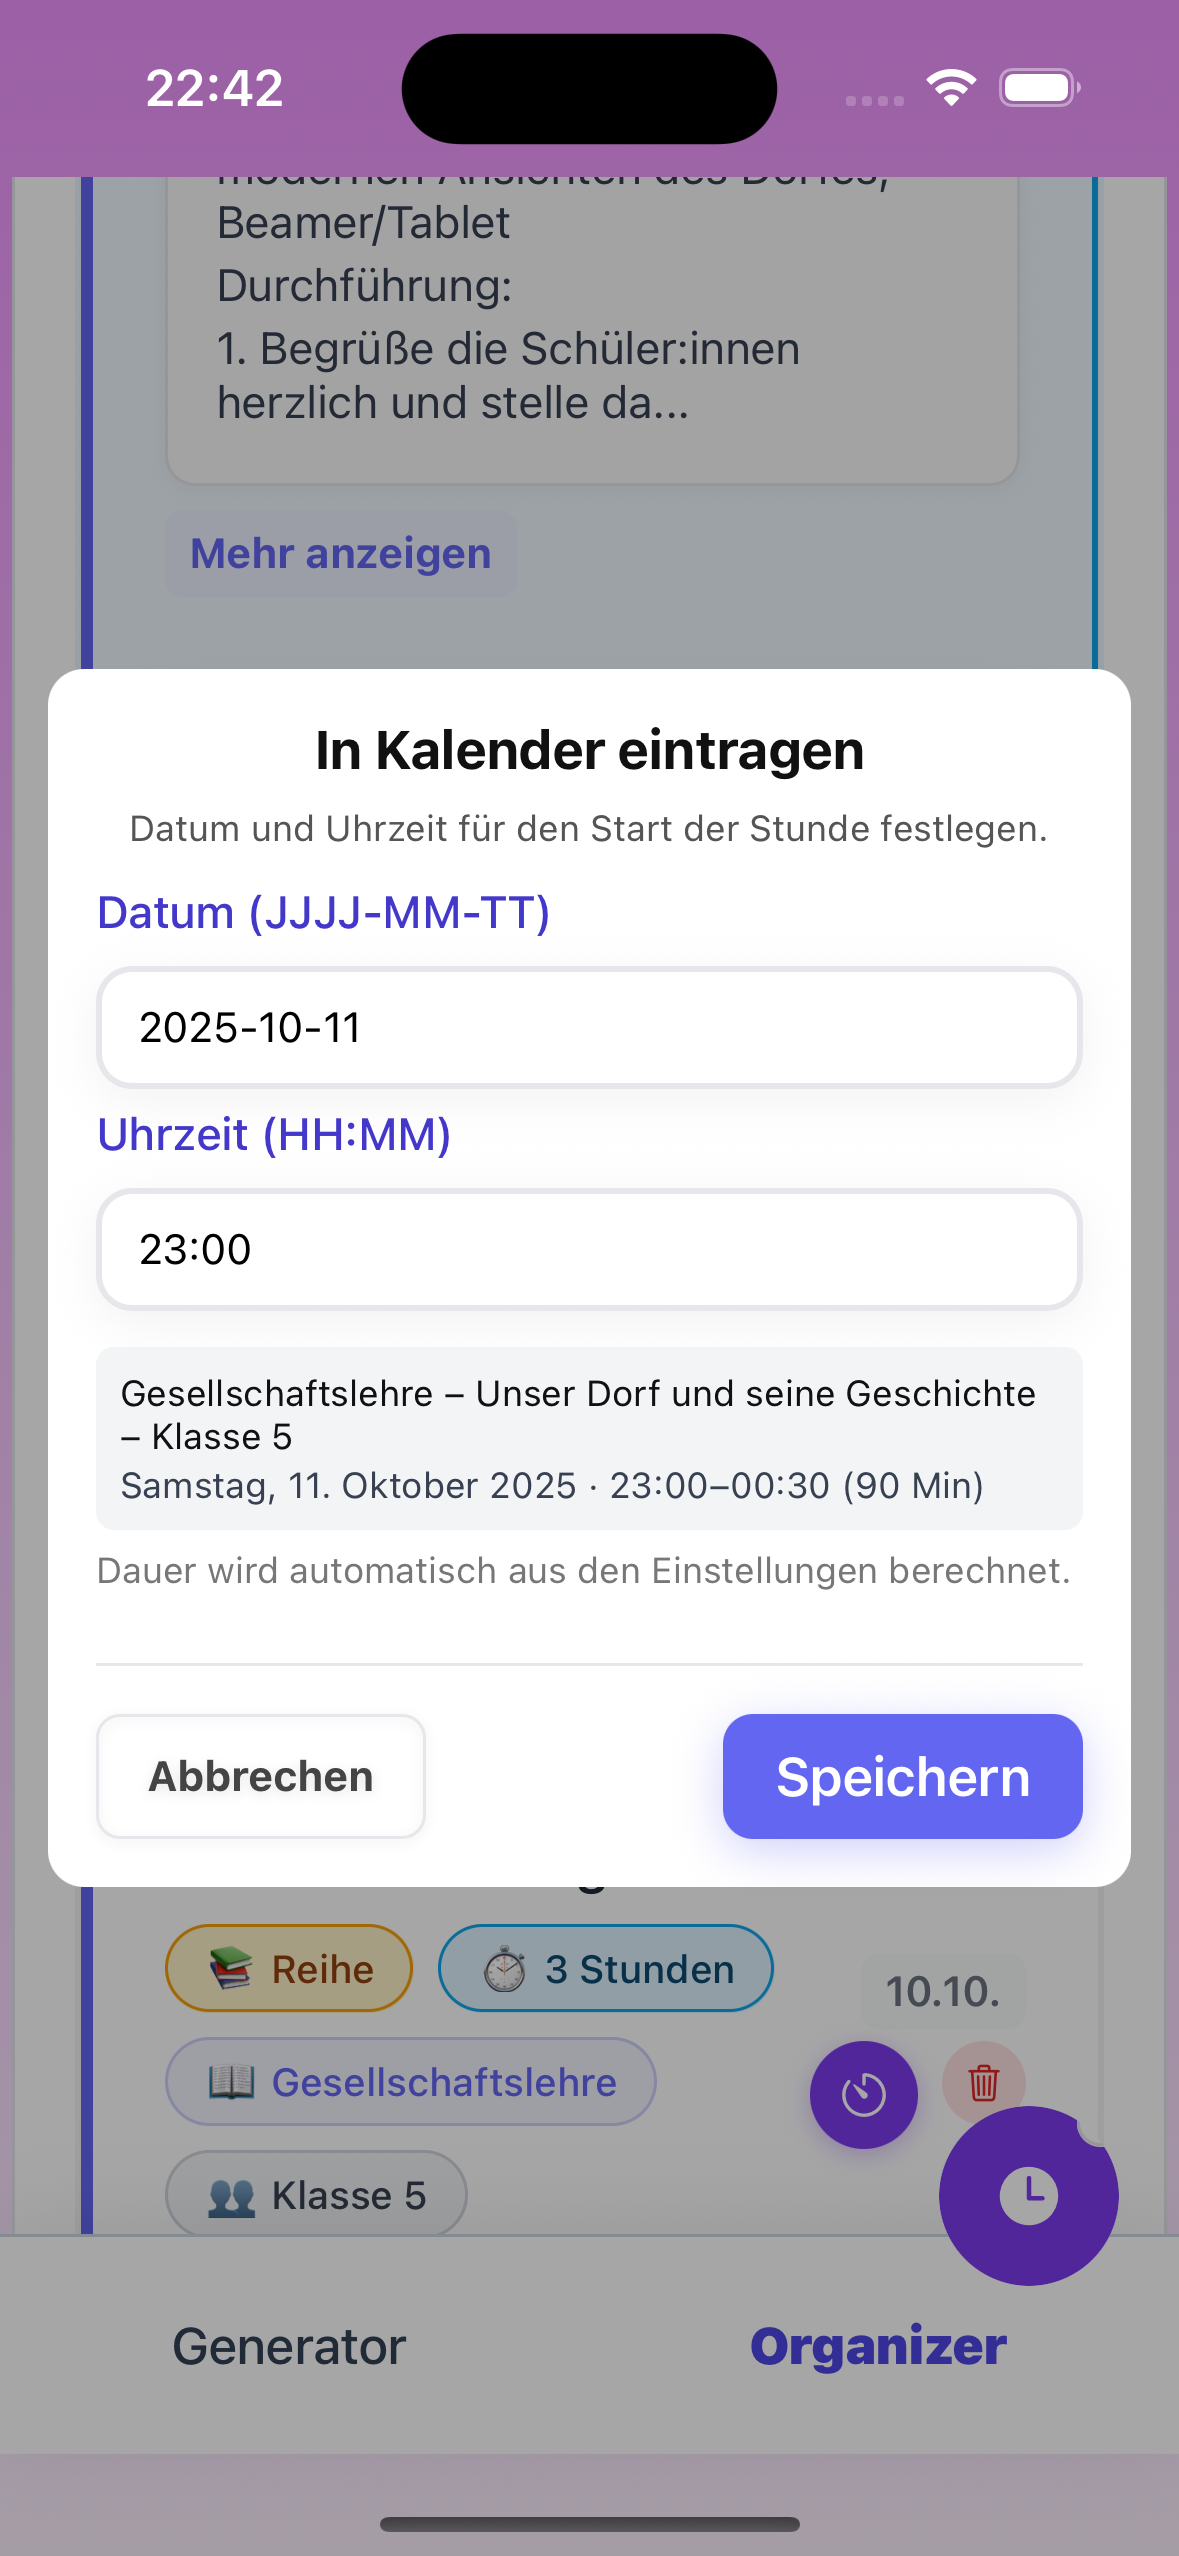 22:42
modernen Ansichten des Dorfes,
Beamer/Tablet
Durchführung:
1. Begrüße die Schüler:innen
herzlich und stelle da...
Mehr anzeigen
In Kalender eintragen
Datum und Uhrzeit für den Start der Stunde festlegen.
Datum (JJJJ-MM-TT)
2025-10-11
Uhrzeit (HH:MM)
23:00
Gesellschaftslehre – Unser Dorf und seine Geschichte
– Klasse 5
Samstag, 11. Oktober 2025 · 23:00–00:30 (90 Min)
Dauer wird automatisch aus den Einstellungen berechnet.
Abbrechen
Speichern
Reihe
3 Stunden
10.10.
Gesellschaftslehre
Klasse 5
Generator
Organizer